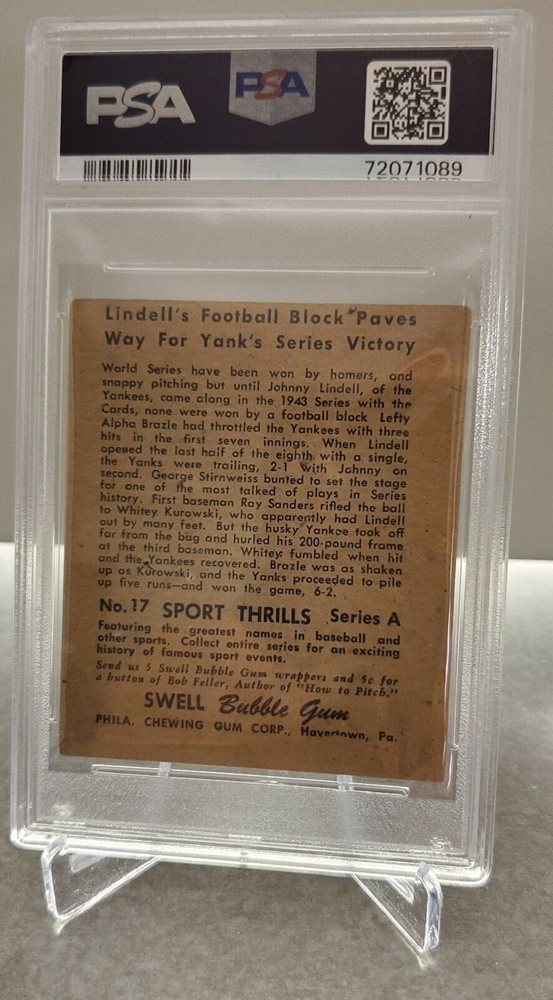 PSA
PSA
72071089
Lindell's Football Block Paves
Way For Yank's Series Victory
World Series have been won by homers, and
snappy pitching but until Johnny Lindell, of the
Yankees, came along in the 1943 Series with the
Cards, none were won by a football block. Lefty
Alpha Brazle had throttled the Yankees with three
hits in the first seven innings. When Lindell
opened the last half of the eighth with a single,
the Yanks were trailing, 2-1 With Johnny on
second. George Stirnweiss bunted to set the stage
for one of the most talked of plays in Series
history. First baseman Ray Sanders rifled the ball
to Whitey Kurowski, who apparently had Lindell
out by many feet. But the husky Yankee took off
far from the bag and hurled his 200-pound frame
at the third baseman. Whitey fumbled when hit
and the Yankees recovered. Brazle was as shaken
up as Kurowski, and the Yanks proceeded to pile
up five runs—and won the game, 6-2.
No. 17 SPORT THRILLS Series A
Featuring the greatest names in baseball and
other sports. Collect entire series for an exciting
history of famous sport events.
Send us 5 Swell Bubble Gum wrappers and 5c for
a button of Bob Feller, Author of "How to Pitch."
SWELL Bubble Gum
PHILA. CHEWING GUM CORP., Havertown, Pa.